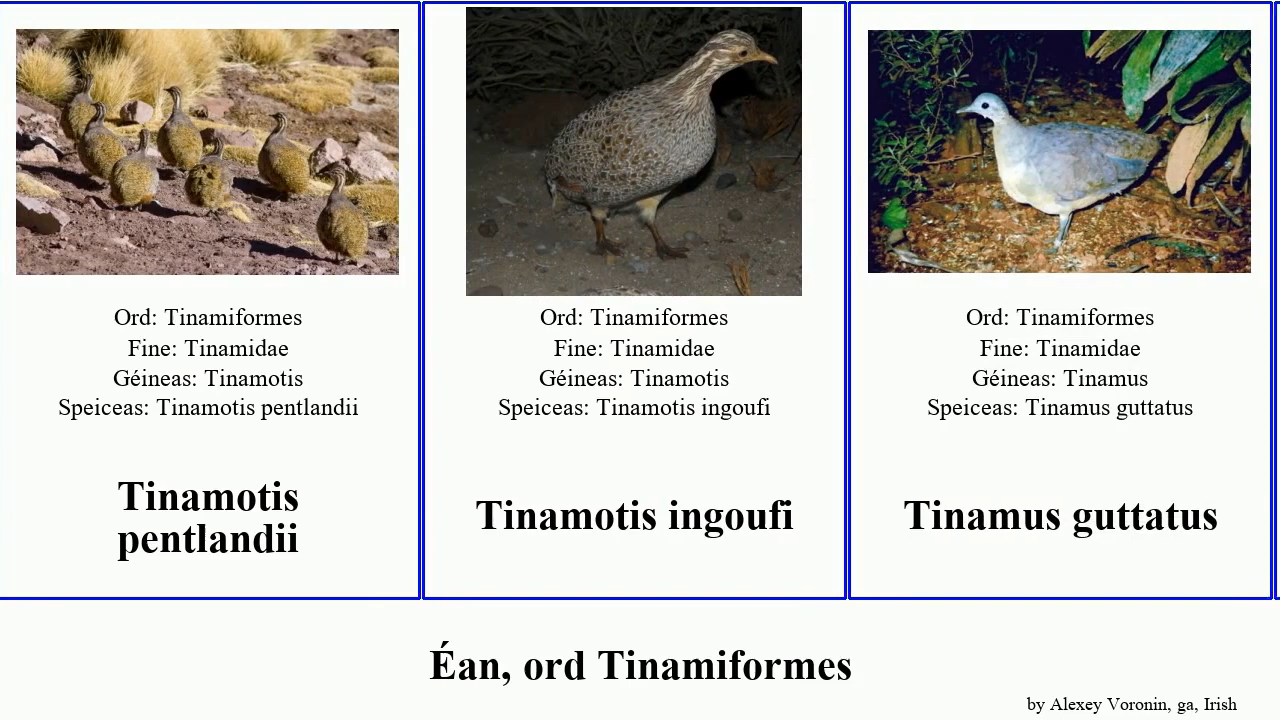 Ord: Tinamiformes
Fine: Tinamidae
Géineas: Tinamotis
Speiceas: Tinamotis pentlandii
Tinamotis
pentlandii
Ord: Tinamiformes
Fine: Tinamidae
Géineas: Tinamotis
Speiceas: Tinamotis ingoufi
Tinamotis ingoufi
Ord: Tinamiformes
Fine: Tinamidae
Géineas: Tinamus
Speiceas: Tinamus guttatus
Tinamus guttatus
Éan, ord Tinamiformes
by Alexey Voronin, ga, Irish